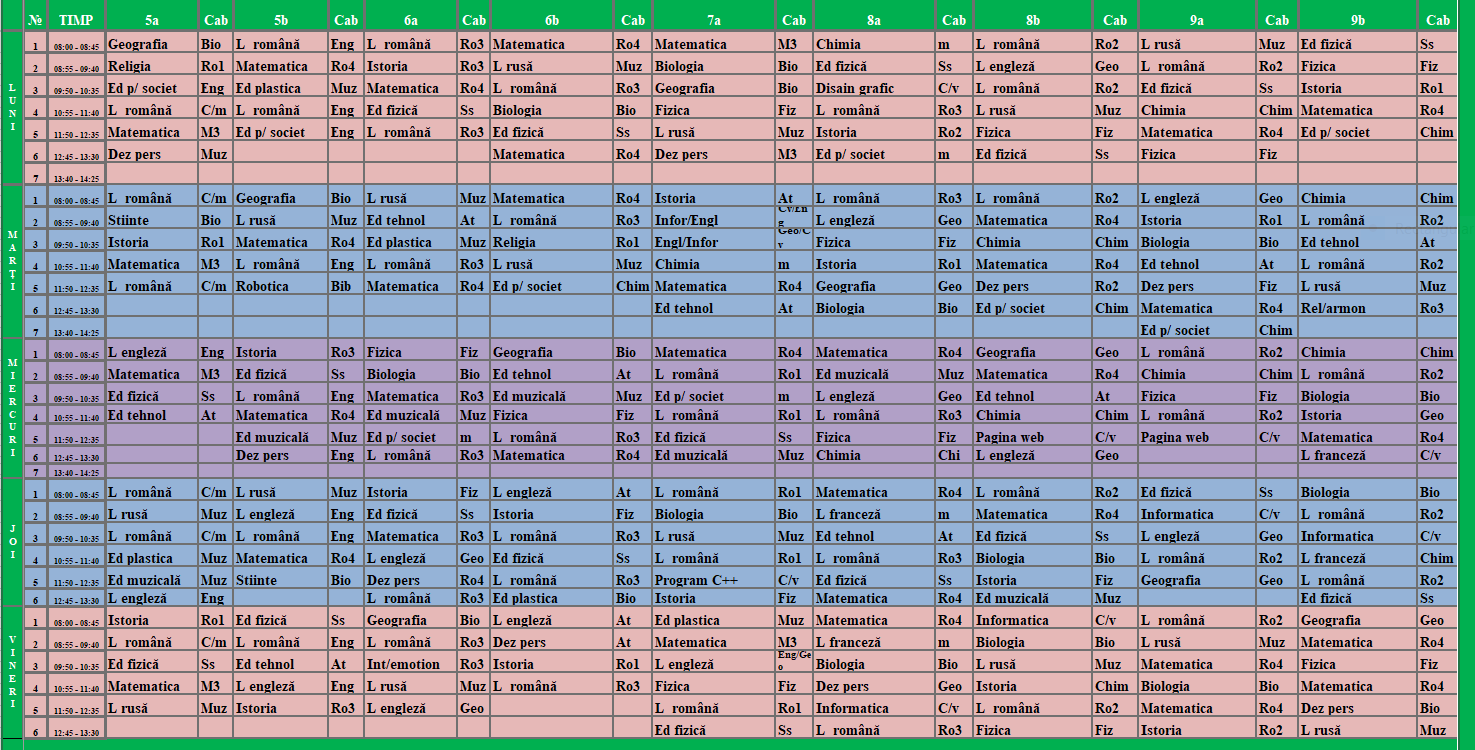 № TIMP 5a Cab 5b Cab 6a Cab 6b Cab 7a Cab 8a Cab 8b Cab 9a Cab 9b Cab
LUNI
1 08:00 - 08:45 Geografia Bio L română Eng L română Ro3 Matematica Ro4 Matematica M3 Chimia m L română Ro2 L rusă Muz Ed fizică Ss
2 08:55 - 09:40 Religia Ro1 Matematica Ro4 Istoria Ro3 L rusă Muz Biologia Bio Ed fizică Ss L engleză Geo L română Ro2 Fizica Fiz
3 09:50 - 10:35 Ed p/ societ Eng Ed plastica Muz Matematica Ro4 L română Ro3 Geografia Bio Disain grafic C/v L română Ro2 Ed fizică Ss Istoria Ro1
4 10:55 - 11:40 L română C/m L română Eng Ed fizică Ss Biologia Bio Fizica Fiz L română Ro3 L rusă Muz Chimia Chim Matematica Ro4
5 11:50 - 12:35 Matematica M3 Ed p/ societ Eng L română Ro3 Ed fizică Ss L rusă Muz Istoria Ro2 Fizica Fiz Matematica Ro4 Ed p/ societ Chim
6 12:45 - 13:30 Dez pers Muz Matematica Ro4 Dez pers M3 Ed p/ societ m Ed fizică Ss Fizica Fiz
7 13:40 - 14:25
MARȚI
1 08:00 - 08:45 L română C/m Geografia Bio L rusă Muz Matematica Ro4 Istoria At L română Ro3 L română Ro2 L engleză Geo Chimia Chim
2 08:55 - 09:40 Stiinte Bio L rusă Muz Ed tehnol At L română Ro3 Infor/Engl Cv/Eng L engleză Geo Matematica Ro4 Istoria Ro1 L română Ro2
3 09:50 - 10:35 Istoria Ro1 Matematica Ro4 Ed plastica Muz Religia Ro1 Engl/Infor Geo/Cv Fizica Fiz Chimia Chim Biologia Bio Ed tehnol At
4 10:55 - 11:40 Matematica M3 L română Eng L română Ro3 L rusă Muz Chimia m Istoria Ro1 Matematica Ro4 Ed tehnol At L română Ro2
5 11:50 - 12:35 L română C/m Robotica Bib Matematica Ro4 Ed p/ societ Chim Matematica Ro4 Geografia Geo Dez pers Ro2 Dez pers Fiz L rusă Muz
6 12:45 - 13:30 Ed tehnol At Biologia Bio Ed p/ societ Chim Matematica Ro4 Rel/armon Ro3
7 13:40 - 14:25 Ed p/ societ Chim
MIERCURI
1 08:00 - 08:45 L engleză Eng Istoria Ro3 Fizica Fiz Geografia Bio Matematica Ro4 Matematica Ro4 Geografia Geo L română Ro2 Chimia Chim
2 08:55 - 09:40 Matematica M3 Ed fizică Ss Biologia Bio Ed tehnol At L română Ro1 Ed muzicală Muz Matematica Ro4 Chimia Chim L română Ro2
3 09:50 - 10:35 Ed fizică Ss L română Eng Matematica Ro3 Ed muzicală Muz Ed p/ societ m L engleză Geo Ed tehnol At Fizica Fiz Biologia Bio
4 10:55 - 11:40 Ed tehnol At Matematica Ro4 Ed muzicală Muz Fizica Fiz L română Ro1 L română Ro3 Chimia Chim L română Ro2 Istoria Geo
5 11:50 - 12:35 Ed muzicală Muz Ed p/ societ m L română Ro3 Ed fizică Ss Fizica Fiz Pagina web C/v Pagina web C/v Matematica Ro4
6 12:45 - 13:30 Dez pers Eng L română Ro3 Matematica Ro4 Ed muzicală Muz Chimia Chi L engleză Geo L franceză C/v
7 13:40 - 14:25
JOI
1 08:00 - 08:45 L română C/m L rusă Muz Istoria Fiz L engleză At L română Ro1 Matematica Ro4 L română Ro2 Ed fizică Ss Biologia Bio
2 08:55 - 09:40 L rusă Muz L engleză Eng Ed fizică Ss Istoria Fiz Biologia Bio L franceză m Matematica Ro4 Informatica C/v L română Ro2
3 09:50 - 10:35 L română C/m L română Eng Matematica Ro3 L română Ro3 L rusă Muz Ed tehnol At Ed fizică Ss L engleză Geo Informatica C/v
4 10:55 - 11:40 Ed plastica Muz Matematica Ro4 L engleză Geo Ed fizică Ss L română Ro1 L română Ro3 Biologia Bio L română Ro2 L franceză Chim
5 11:50 - 12:35 Ed muzicală Muz Stiinte Bio Dez pers Ro4 L română Ro3 Program C++ C/v Ed fizică Ss Istoria Fiz Geografia Geo L română Ro2
6 12:45 - 13:30 L engleză Eng L română Ro3 Ed plastica Bio Istoria Fiz Matematica Ro4 Ed muzicală Muz Ed fizică Ss
VINERI
1 08:00 - 08:45 Istoria Ro1 Ed fizică Ss Geografia Bio L engleză At Ed plastica Muz Matematica Ro4 Informatica C/v L română Ro2 Geografia Geo
2 08:55 - 09:40 L română C/m L română Eng L română Ro3 Dez pers At Matematica M3 L franceză m Biologia Bio L rusă Muz Matematica Ro4
3 09:50 - 10:35 Ed fizică Ss Ed tehnol At Int/emotion Ro3 Istoria Ro1 L engleză Eng/Geo Biologia Bio L rusă Muz Matematica Ro4 Fizica Fiz
4 10:55 - 11:40 Matematica M3 L engleză Eng L rusă Muz L română Ro3 Fizica Fiz Dez pers Geo Istoria Chim Biologia Bio Matematica Ro4
5 11:50 - 12:35 L rusă Muz Istoria Ro3 L engleză Geo L română Ro1 Informatica C/v L română Ro2 Matematica Ro4 Dez pers Bio
6 12:45 - 13:30 Ed fizică Ss L română Ro3 Fizica Fiz Istoria Ro2 L rusă Muz